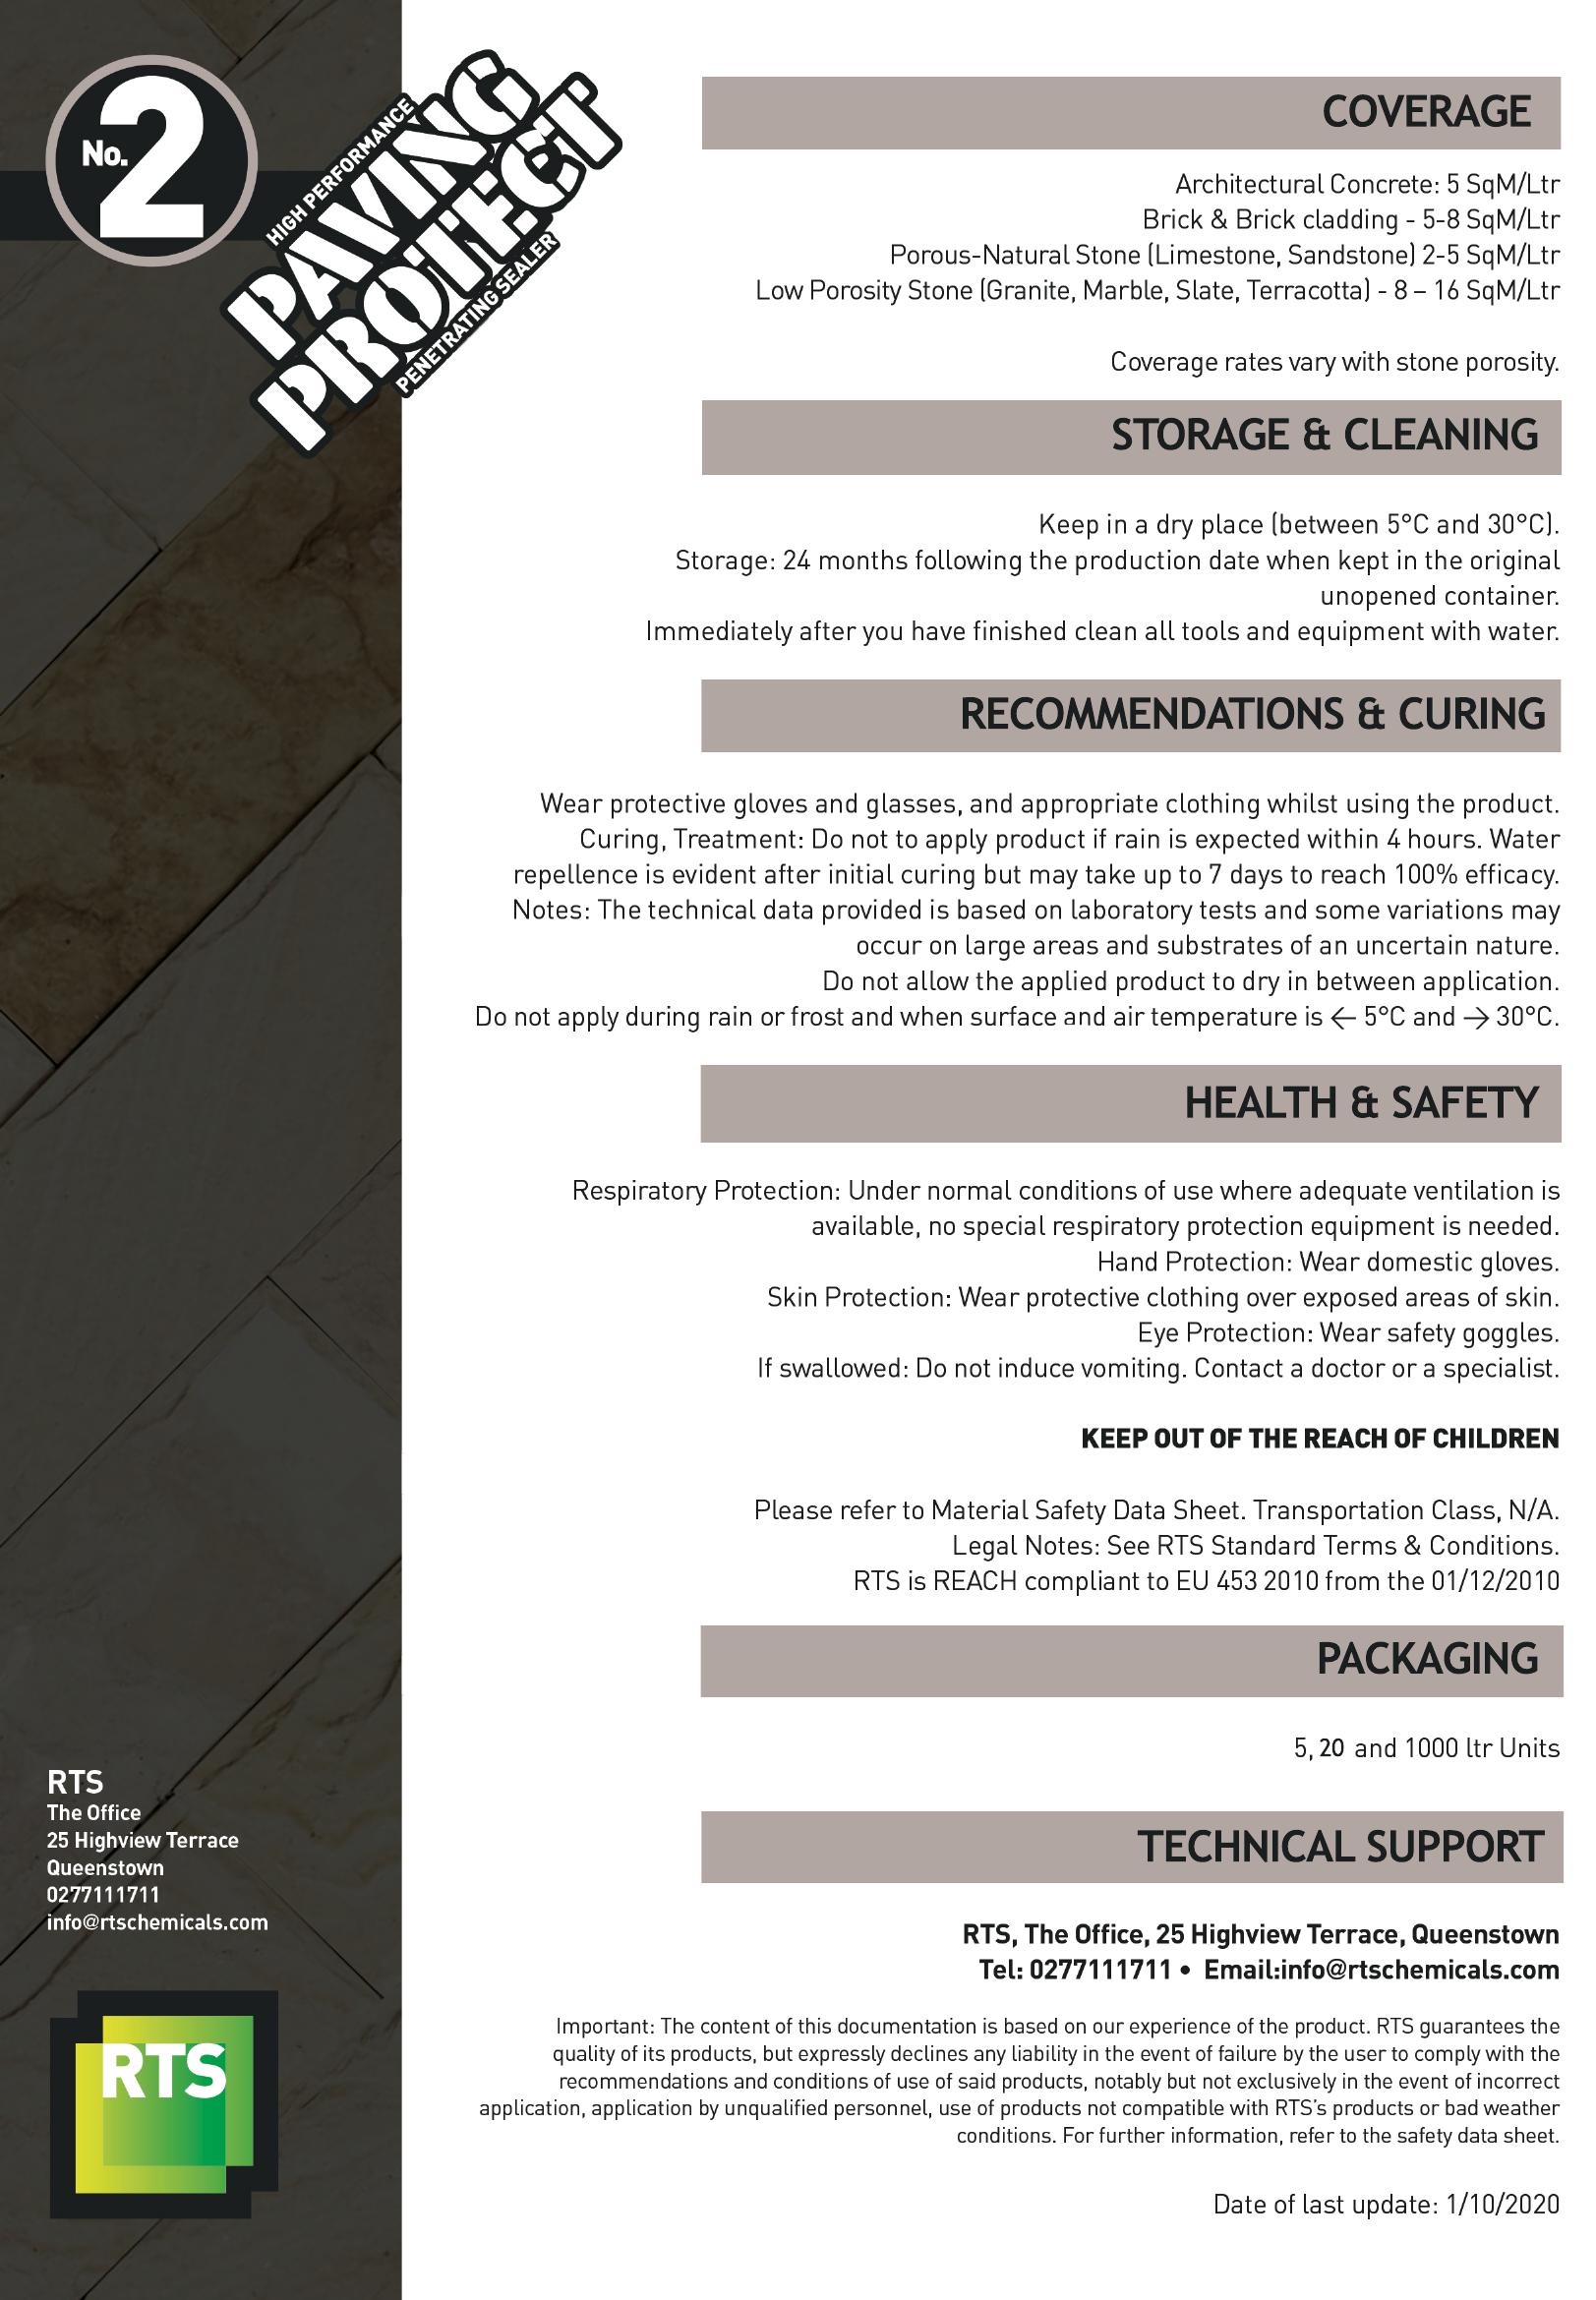 No.2
HIGH PERFORMANCE
PAVING
PROTECT
PENETRATING SEALER
COVERAGE
Architectural Concrete: 5 SqM/Ltr
Brick & Brick cladding - 5-8 SqM/Ltr
Porous-Natural Stone (Limestone, Sandstone) 2-5 SqM/Ltr
Low Porosity Stone (Granite, Marble, Slate, Terracotta) - 8 – 16 SqM/Ltr
Coverage rates vary with stone porosity.
STORAGE & CLEANING
Keep in a dry place (between 5°C and 30°C).
Storage: 24 months following the production date when kept in the original
unopened container.
Immediately after you have finished clean all tools and equipment with water.
RECOMMENDATIONS & CURING
Wear protective gloves and glasses, and appropriate clothing whilst using the product.
Curing, Treatment: Do not to apply product if rain is expected within 4 hours. Water
repellence is evident after initial curing but may take up to 7 days to reach 100% efficacy.
Notes: The technical data provided is based on laboratory tests and some variations may
occur on large areas and substrates of an uncertain nature.
Do not allow the applied product to dry in between application.
Do not apply during rain or frost and when surface and air temperature is ← 5°C and → 30°C.
HEALTH & SAFETY
Respiratory Protection: Under normal conditions of use where adequate ventilation is
available, no special respiratory protection equipment is needed.
Hand Protection: Wear domestic gloves.
Skin Protection: Wear protective clothing over exposed areas of skin.
Eye Protection: Wear safety goggles.
If swallowed: Do not induce vomiting. Contact a doctor or a specialist.
KEEP OUT OF THE REACH OF CHILDREN
Please refer to Material Safety Data Sheet. Transportation Class, N/A.
Legal Notes: See RTS Standard Terms & Conditions.
RTS is REACH compliant to EU 453 2010 from the 01/12/2010
PACKAGING
5, 20 and 1000 ltr Units
TECHNICAL SUPPORT
RTS, The Office, 25 Highview Terrace, Queenstown
Tel: 0277111711 • Email:info@rtschemicals.com
Important: The content of this documentation is based on our experience of the product. RTS guarantees the
quality of its products, but expressly declines any liability in the event of failure by the user to comply with the
recommendations and conditions of use of said products, notably but not exclusively in the event of incorrect
application, application by unqualified personnel, use of products not compatible with RTS's products or bad weather
conditions. For further information, refer to the safety data sheet.
Date of last update: 1/10/2020
RTS
The Office
25 Highview Terrace
Queenstown
0277111711
info@rtschemicals.com
RTS